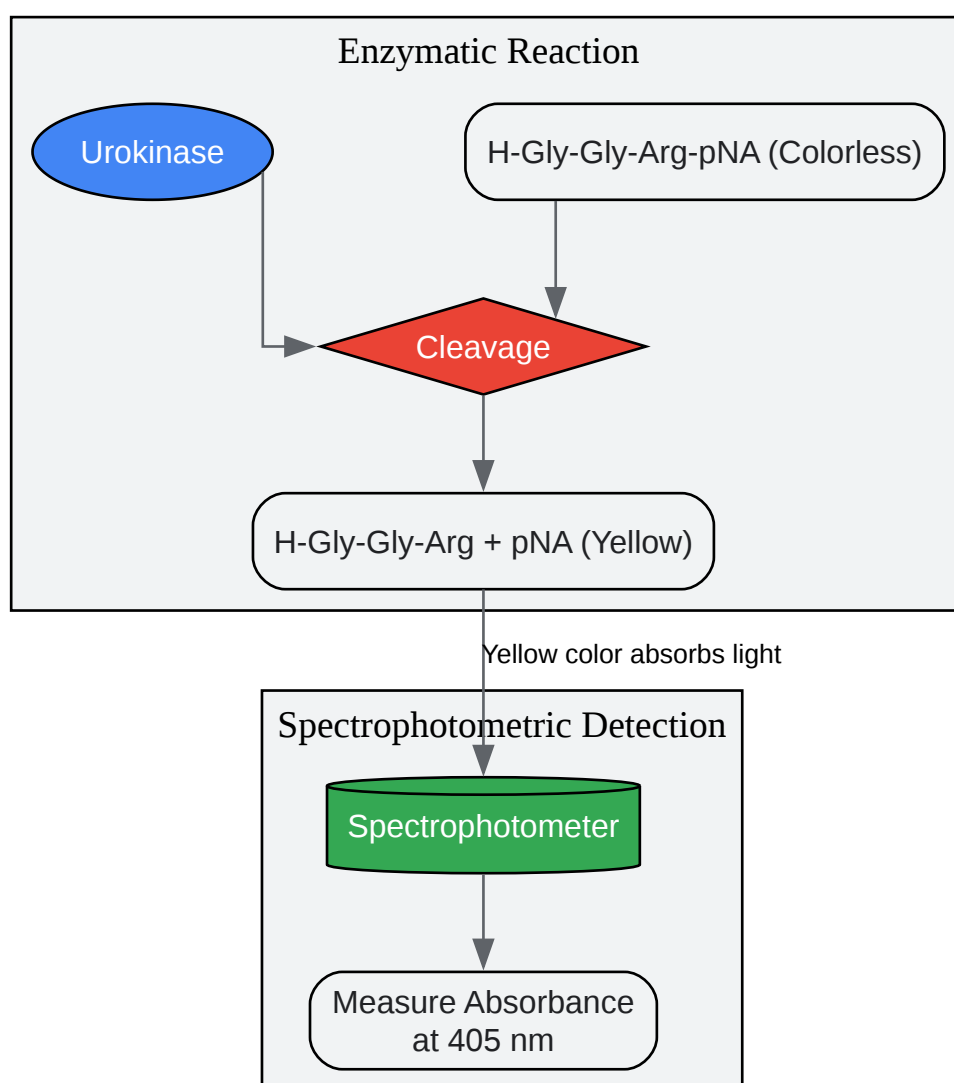 Enzymatic Reaction
Urokinase
H-Gly-Gly-Arg-pNA (Colorless)
Cleavage
H-Gly-Gly-Arg + pNA (Yellow)
Yellow color absorbs light
Spectrophotometric Detection
Spectrophotometer
Measure Absorbance
at 405 nm